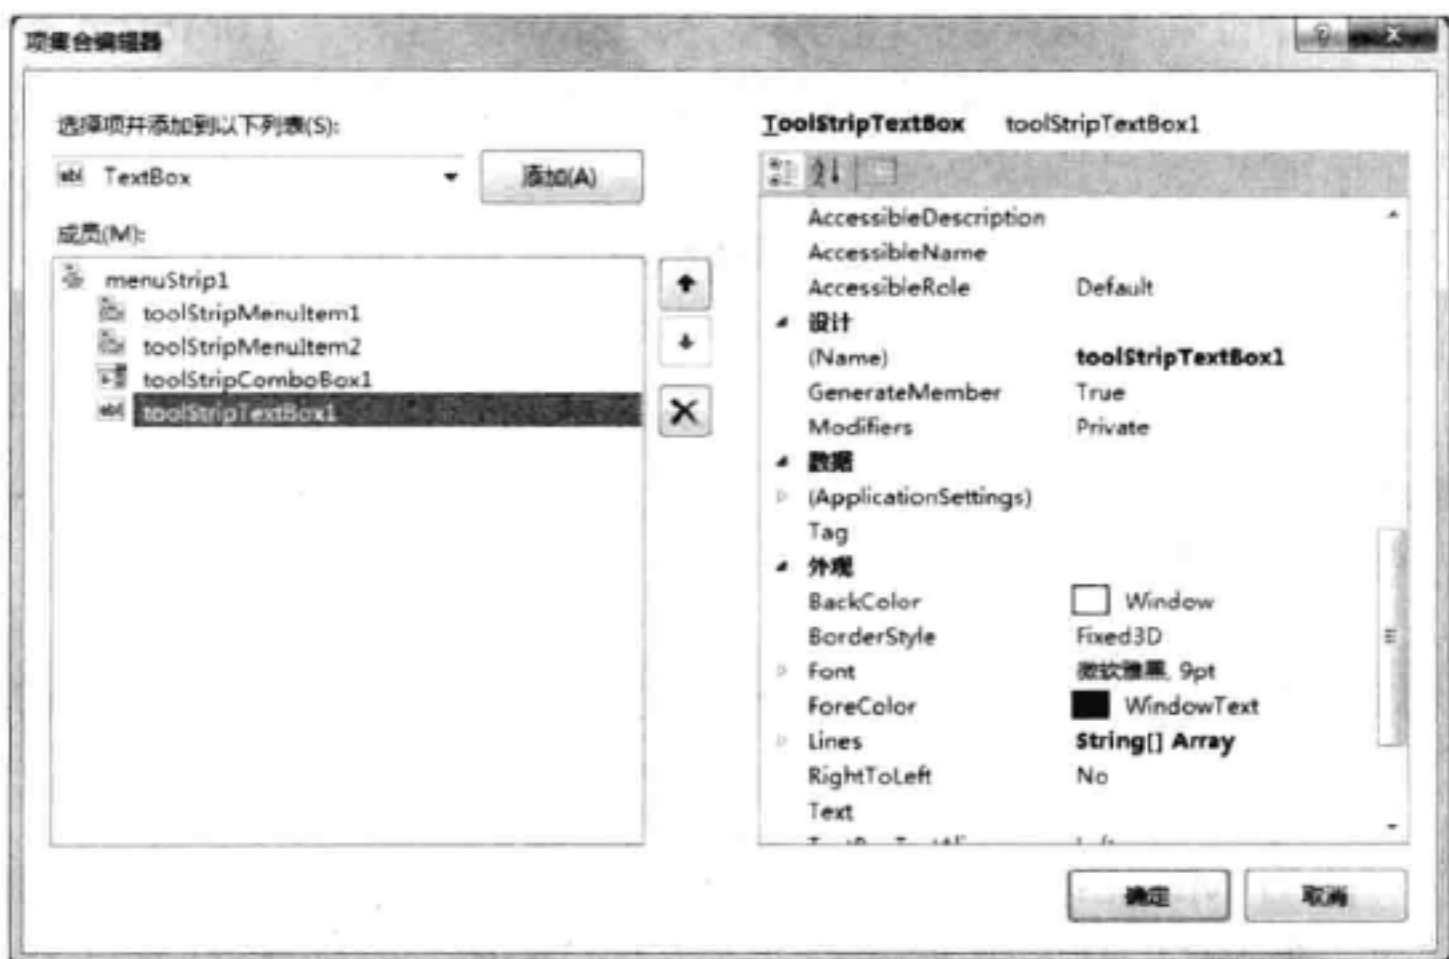 项集合编辑器
选择项并添加到以下列表(S):
abl TextBox
添加(A)
成员(M):
menuStrip1
toolStripMenuItem1
toolStripMenuItem2
toolStripComboBox1
abl toolStripTextBox1
ToolStripTextBox toolStripTextBox1
AccessibleDescription
AccessibleName
AccessibleRole Default
设计
(Name) toolStripTextBox1
GenerateMember True
Modifiers Private
数据
(ApplicationSettings)
Tag
外观
BackColor Window
BorderStyle Fixed3D
Font 微软雅黑, 9pt
ForeColor WindowText
Lines String[] Array
RightToLeft No
Text
确定 取消